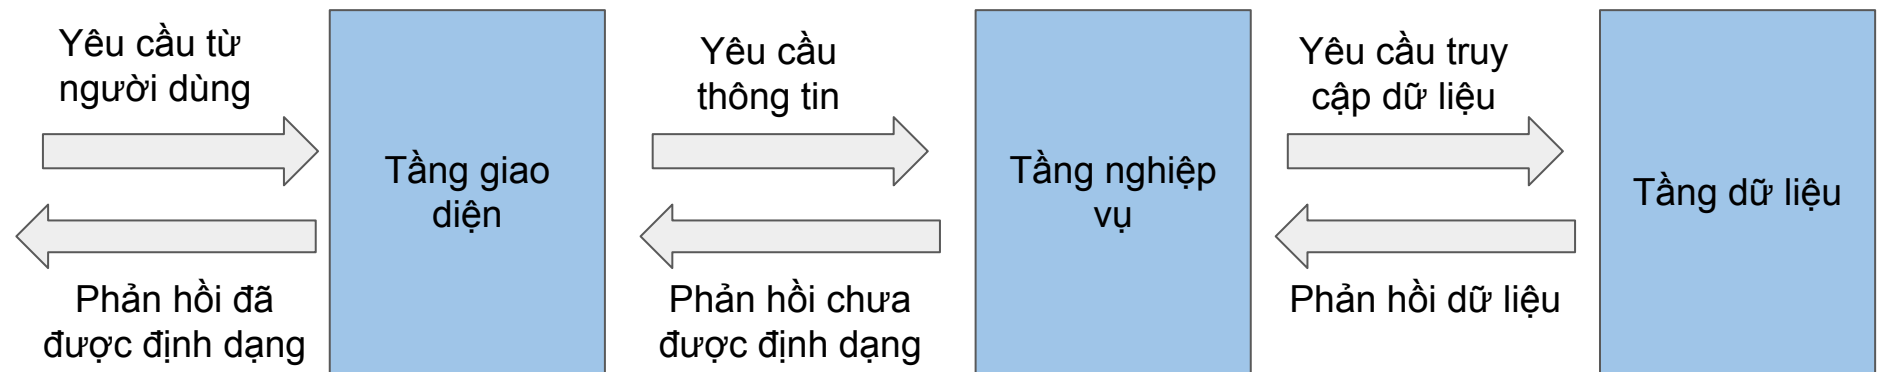 Yêu cầu từ
người dùng
Phản hồi đã
được định dạng
Tầng giao
diện
Yêu cầu
thông tin
Phản hồi chưa
được định dạng
Tầng nghiệp
vụ
Yêu cầu truy
cập dữ liệu
Phản hồi dữ liệu
Tầng dữ liệu